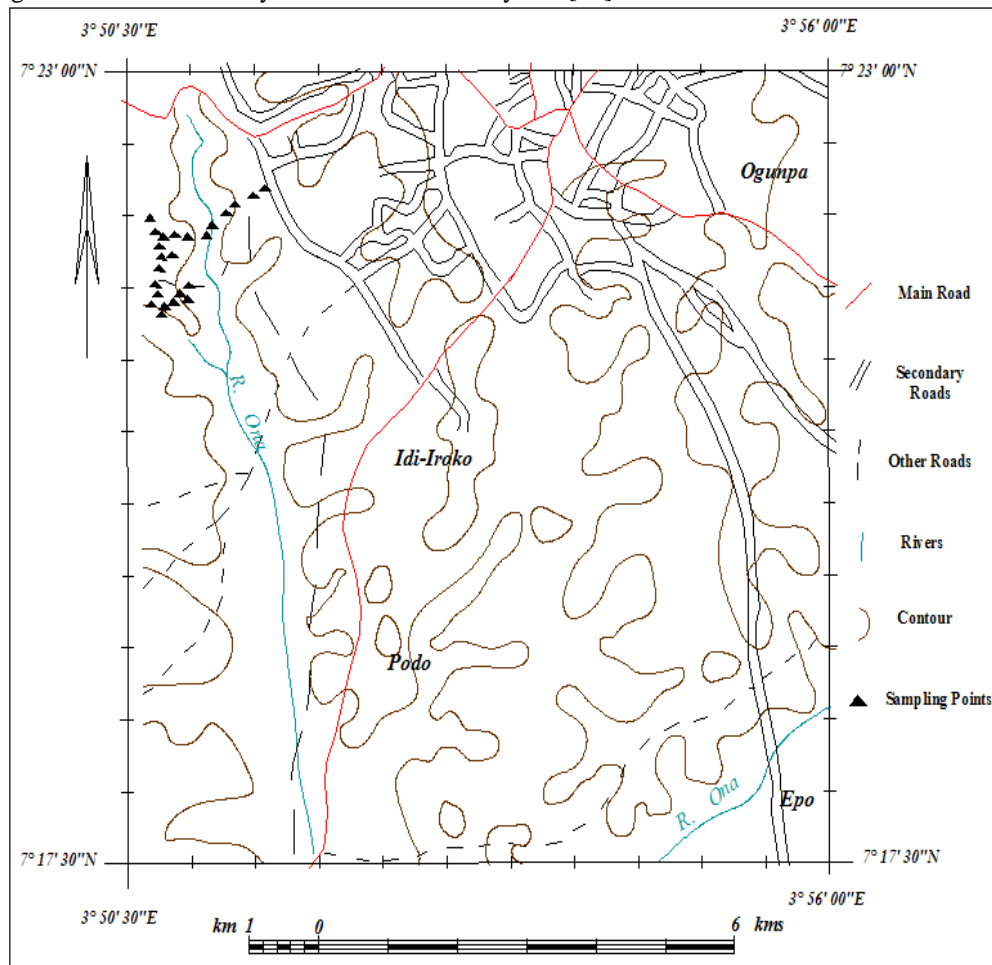 3° 50' 30"E
3° 56' 00"E
7° 23' 00"N
7° 23' 00"N
Ogunpa
Main Road
Secondary
Roads
R. Ona
Idi-Iroko
Other Roads
Rivers
Contour
Podo
Sampling Points
R. Ona
Epo
7° 17' 30"N
7° 17' 30"N
3° 50' 30"E
3° 56' 00"E
km 1 0 6 kms